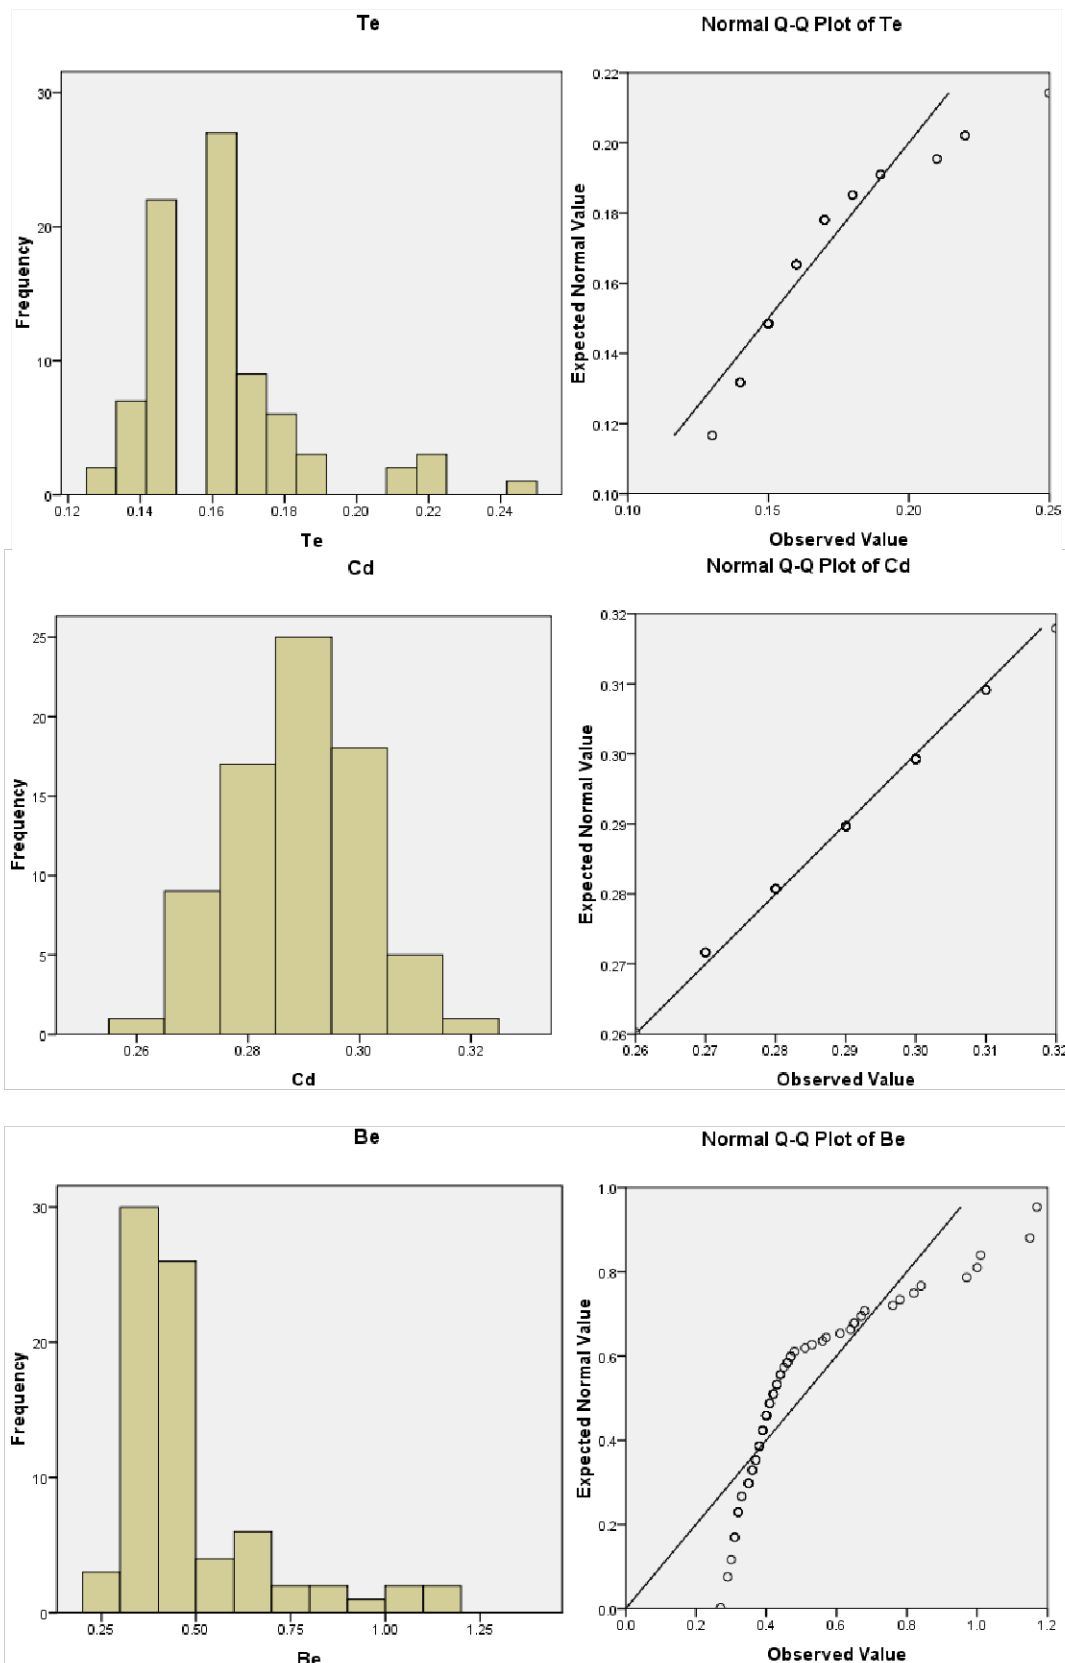 Te
Normal Q-Q Plot of Te
30
20
10
0
Frequency
0.12 0.14 0.16 0.18 0.20 0.22 0.24
Te
0.22
0.20
0.18
0.16
0.14
0.12
0.10
Expected Normal Value
0.10 0.15 0.20 0.25
Observed Value
Cd
Normal Q-Q Plot of Cd
25
20
15
10
5
0
Frequency
0.26 0.28 0.30 0.32
Cd
0.32
0.31
0.30
0.29
0.28
0.27
0.26
Expected Normal Value
0.26 0.27 0.28 0.29 0.30 0.31 0.32
Observed Value
Be
Normal Q-Q Plot of Be
30
20
10
0
Frequency
0.25 0.50 0.75 1.00 1.25
Be
1.0
0.8
0.6
0.4
0.2
0.0
Expected Normal Value
0.0 0.2 0.4 0.6 0.8 1.0 1.2
Observed Value